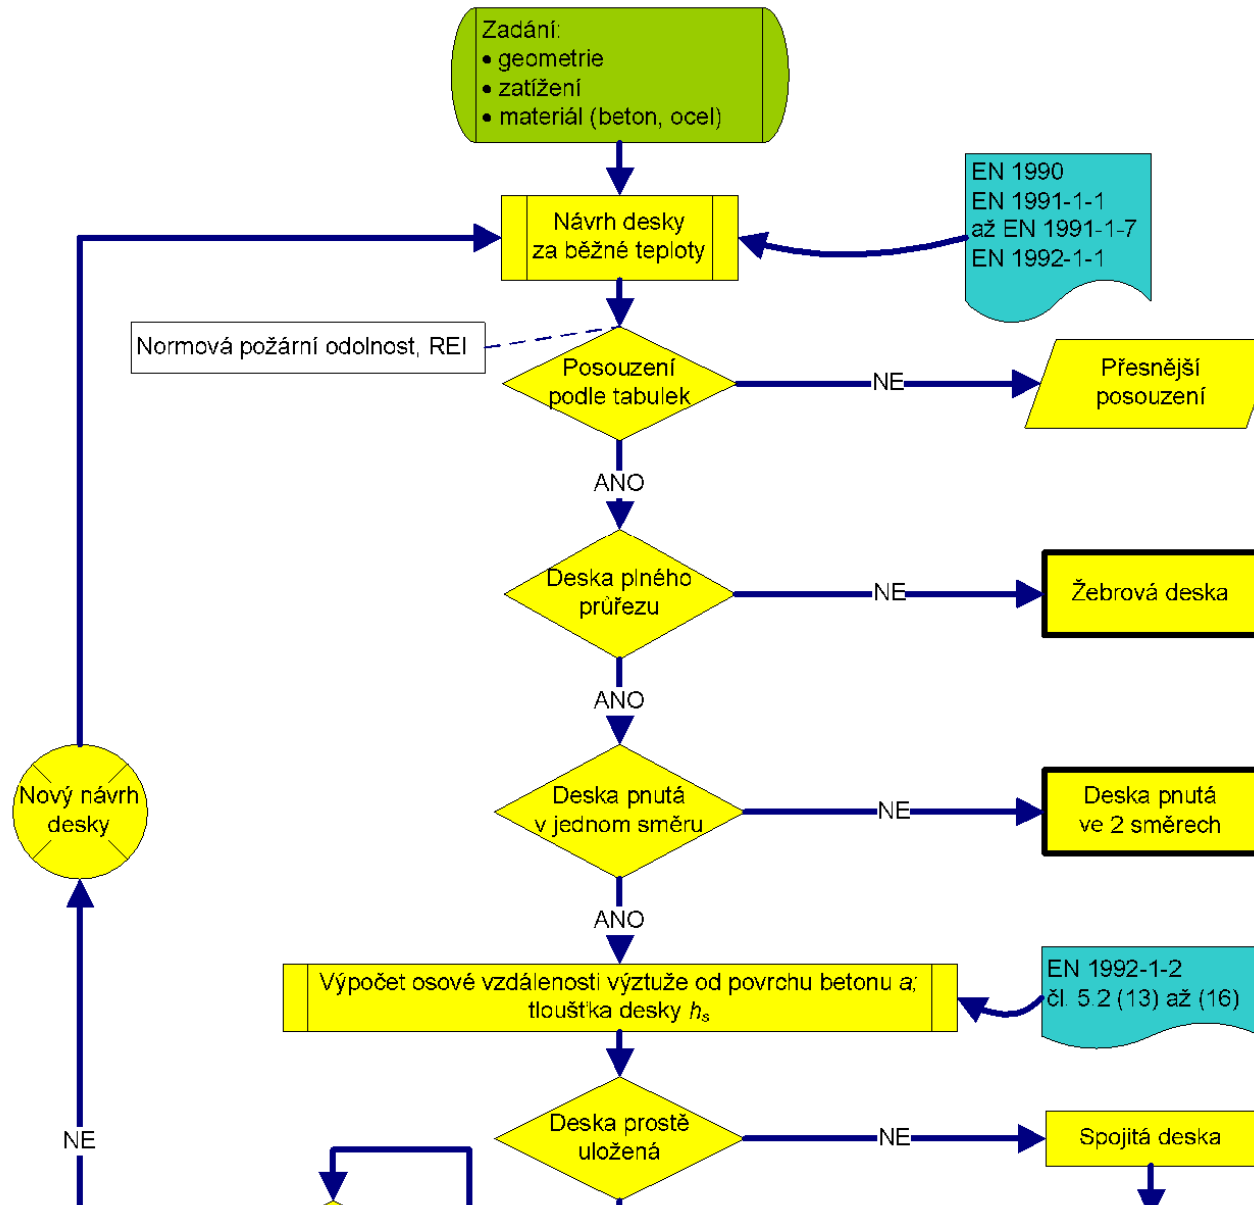 Zadání:
• geometrie
• zatížení
• materiál (beton, ocel)
EN 1990
EN 1991-1-1
až EN 1991-1-7
EN 1992-1-1
Návrh desky
za běžné teploty
Normová požární odolnost, REI
Posouzení
podle tabulek
NE
Přesnější
posouzení
ANO
Deska plného
průřezu
NE
Žebrová deska
ANO
Nový návrh
desky
Deska pnutá
v jednom směru
NE
Deska pnutá
ve 2 směrech
ANO
Výpočet osové vzdálenosti výztuže od povrchu betonu a;
tloušťka desky hs
EN 1992-1-2
čl. 5.2 (13) až (16)
NE
Deska prostě
uložená
NE
Spojitá deska